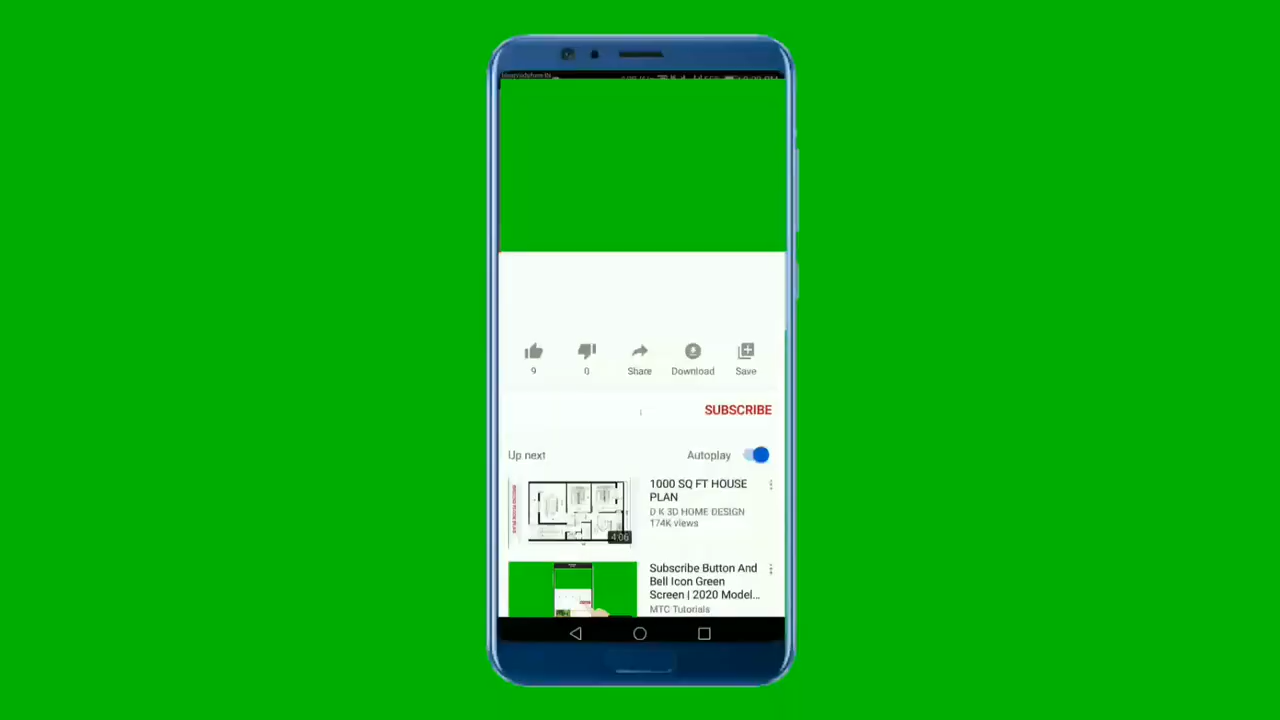 9
0
Share
Download
Save
SUBSCRIBE
Up next
Autoplay
1000 SQ FT HOUSE
PLAN
D K 3D HOME DESIGN
174K views
4:06
Subscribe Button And
Bell Icon Green
Screen | 2020 Model...
MTC Tutorials